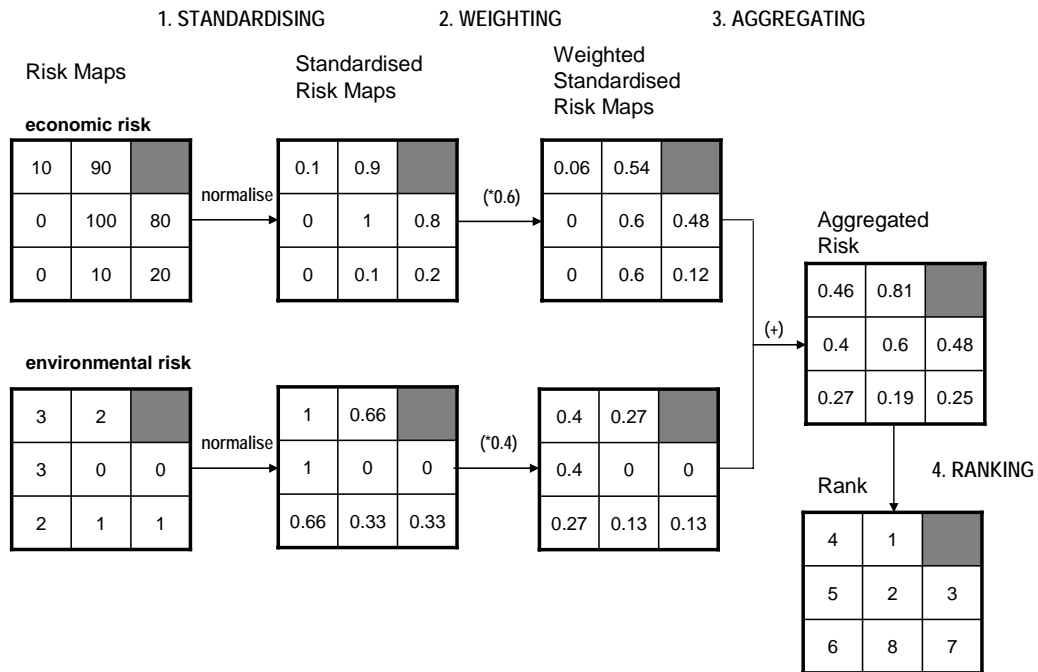 1. STANDARDISING 2. WEIGHTING 3. AGGREGATING
Risk Maps
Standardised
Risk Maps
Weighted
Standardised
Risk Maps
economic risk
10 90
0 100 80
0 10 20
normalise
0.1 0.9
0 1 0.8
0 0.1 0.2
(*0.6)
0.06 0.54
0 0.6 0.48
0 0.6 0.12
environmental risk
3 2
3 0 0
2 1 1
normalise
1 0.66
1 0 0
0.66 0.33 0.33
(*0.4)
0.4 0.27
0.4 0 0
0.27 0.13 0.13
(+)
Aggregated
Risk
0.46 0.81
0.4 0.6 0.48
0.27 0.19 0.25
4. RANKING
Rank
4 1
5 2 3
6 8 7